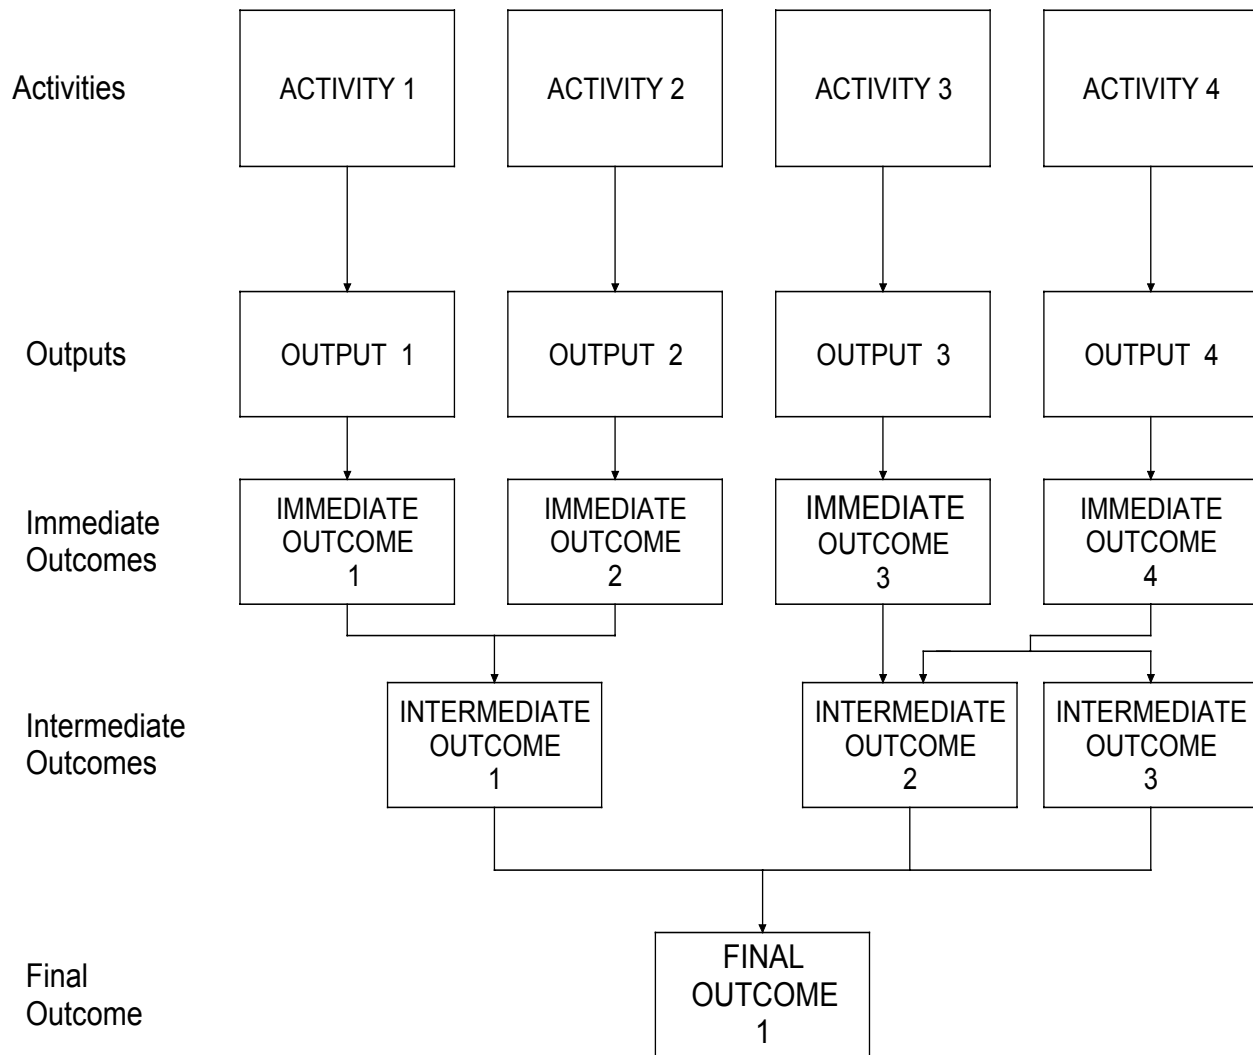 Activities
ACTIVITY 1
ACTIVITY 2
ACTIVITY 3
ACTIVITY 4
Outputs
OUTPUT 1
OUTPUT 2
OUTPUT 3
OUTPUT 4
Immediate
Outcomes
IMMEDIATE
OUTCOME
1
IMMEDIATE
OUTCOME
2
IMMEDIATE
OUTCOME
3
IMMEDIATE
OUTCOME
4
Intermediate
Outcomes
INTERMEDIATE
OUTCOME
1
INTERMEDIATE
OUTCOME
2
INTERMEDIATE
OUTCOME
3
Final
Outcome
FINAL
OUTCOME
1